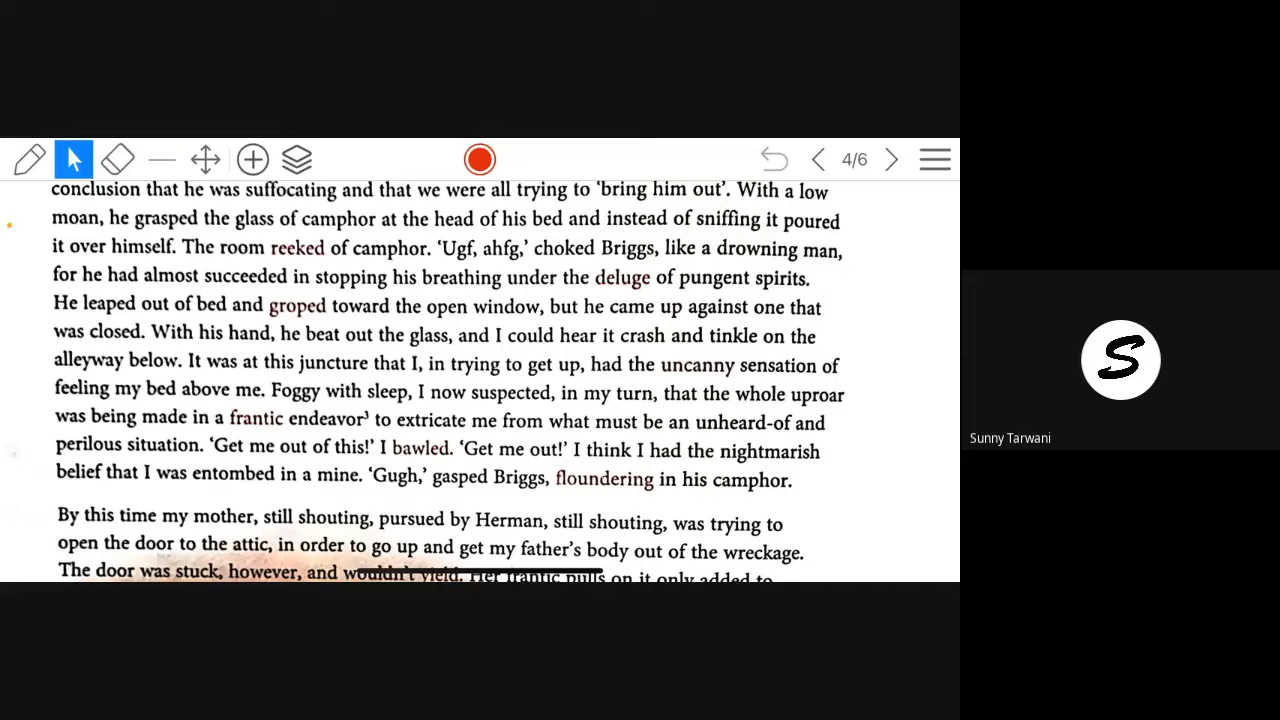 4/6
conclusion that he was suffocating and that we were all trying to ‘bring him out’. With a low
moan, he grasped the glass of camphor at the head of his bed and instead of sniffing it poured
it over himself. The room reeked of camphor. ‘Ugf, ahfg,’ choked Briggs, like a drowning man,
for he had almost succeeded in stopping his breathing under the deluge of pungent spirits.
He leaped out of bed and groped toward the open window, but he came up against one that
was closed. With his hand, he beat out the glass, and I could hear it crash and tinkle on the
alleyway below. It was at this juncture that I, in trying to get up, had the uncanny sensation of
feeling my bed above me. Foggy with sleep, I now suspected, in my turn, that the whole uproar
was being made in a frantic endeavor³ to extricate me from what must be an unheard-of and
perilous situation. ‘Get me out of this!’ I bawled. ‘Get me out!’ I think I had the nightmarish
belief that I was entombed in a mine. ‘Gugh,’ gasped Briggs, floundering in his camphor.
By this time my mother, still shouting, pursued by Herman, still shouting, was trying to
open the door to the attic, in order to go up and get my father’s body out of the wreckage.
The door was stuck, however, and wouldn’t yield. Her frantic pulls on it only added to
S
Sunny Tarwani